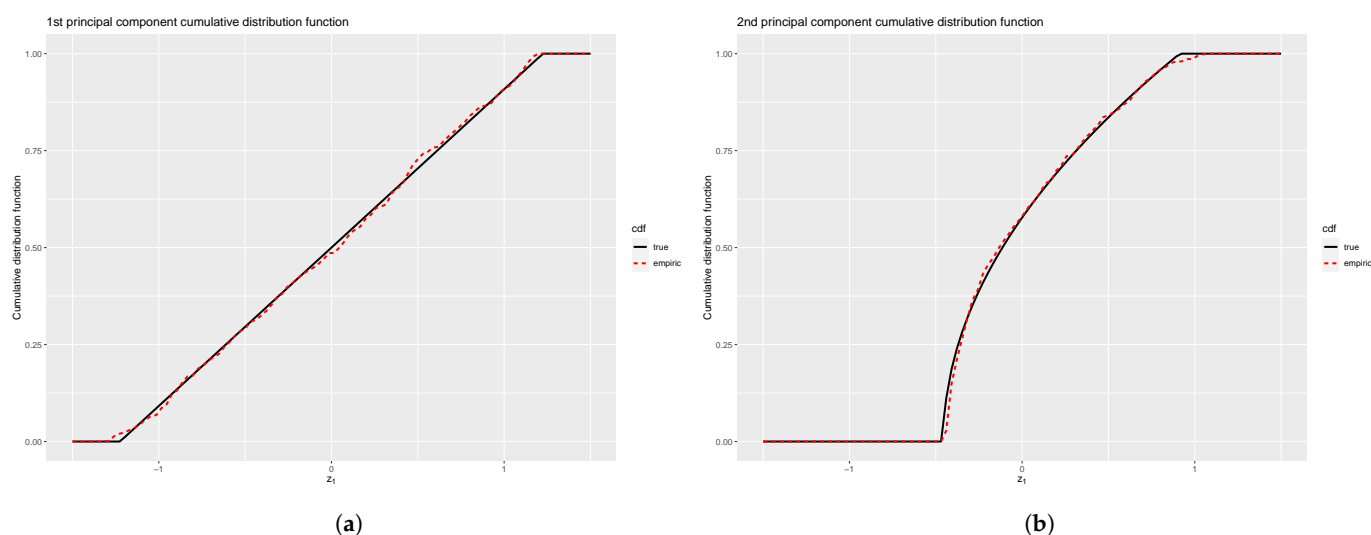 1st principal component cumulative distribution function
1.00
0.75
0.50
0.25
0.00
Cumulative distribution function
−1
0
1
z₁
cdf
true
empiric
(a)
2nd principal component cumulative distribution function
1.00
0.75
0.50
0.25
0.00
Cumulative distribution function
−1
0
1
z₁
cdf
true
empiric
(b)